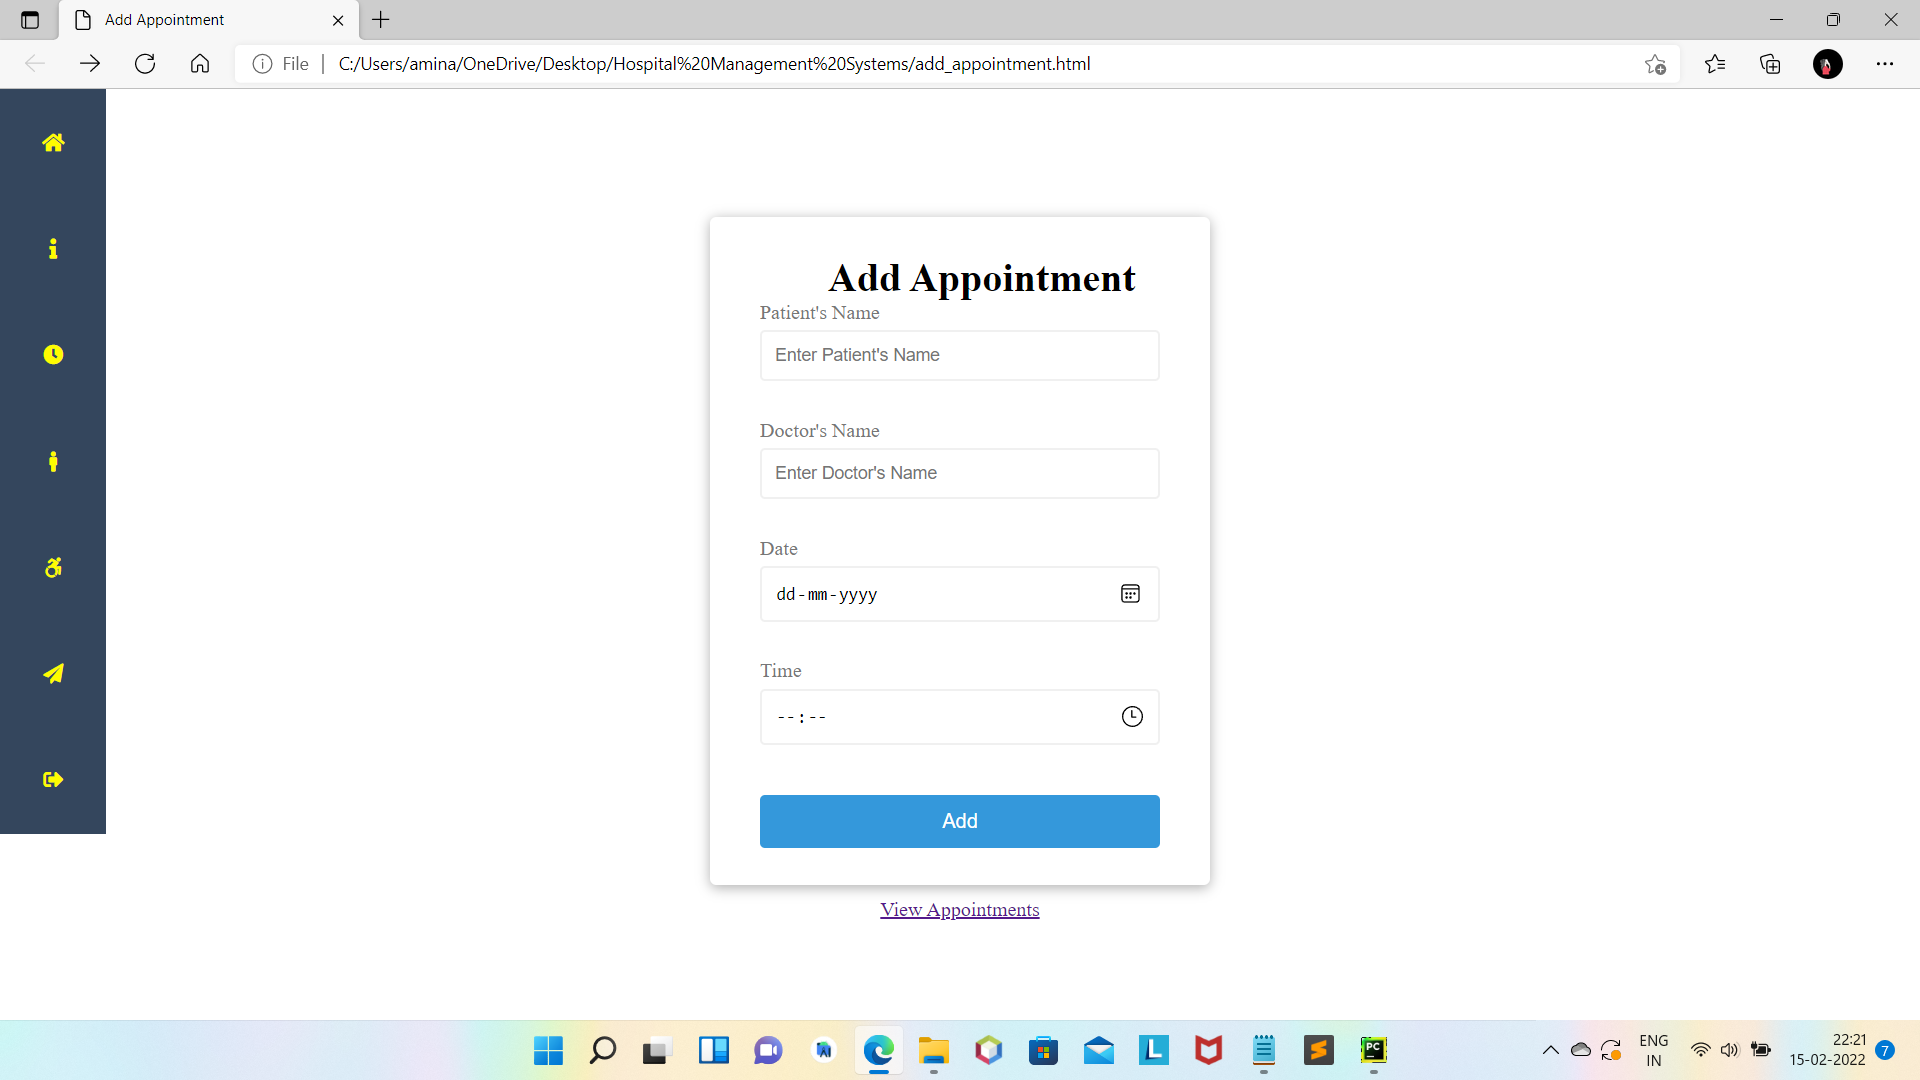 Add Appointment
File
C:/Users/amina/OneDrive/Desktop/Hospital%20Management%20Systems/add_appointment.html
Add Appointment
Patient's Name
Enter Patient's Name
Doctor's Name
Enter Doctor's Name
Date
dd-mm-yyyy
Time
--:--
Add
View Appointments
L
PC
ENG
IN
22:21
15-02-2022
7